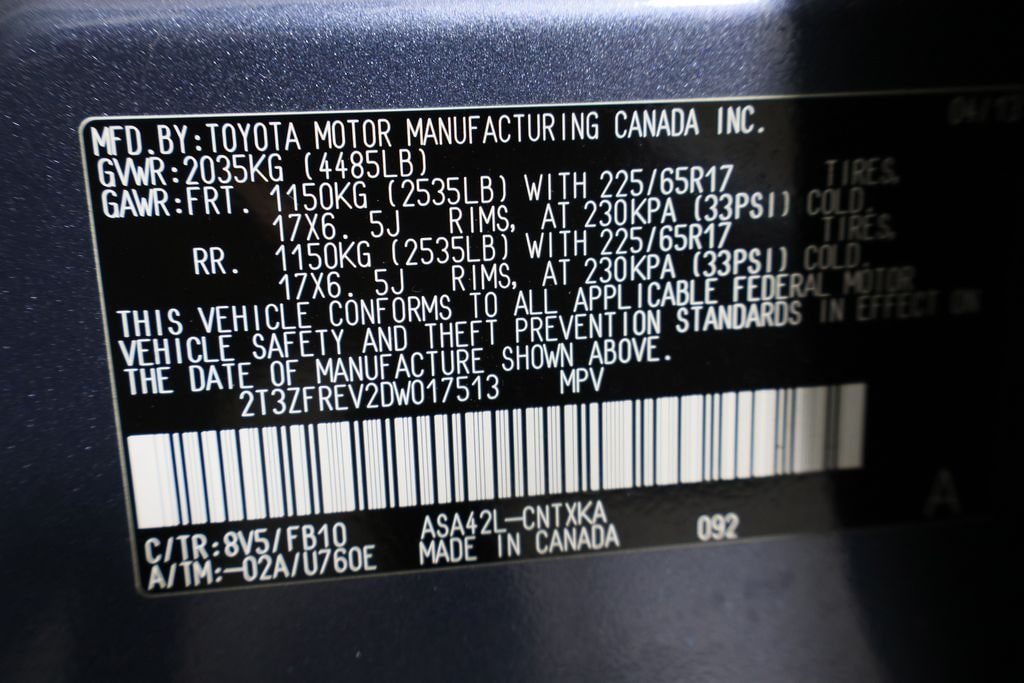 MFD.BY:TOYOTA MOTOR MANUFACTURING CANADA INC. 04/13
GVWR:2035KG (4485LB)
GAWR:FRT. 1150KG (2535LB) WITH 225/65R17 TIRES,
17X6. 5J RIMS, AT 230KPA (33PSI) COLD.
RR. 1150KG (2535LB) WITH 225/65R17 TIRES,
17X6. 5J RIMS, AT 230KPA (33PSI) COLD.
THIS VEHICLE CONFORMS TO ALL APPLICABLE FEDERAL MOTOR
VEHICLE SAFETY AND THEFT PREVENTION STANDARDS IN EFFECT ON
THE DATE OF MANUFACTURE SHOWN ABOVE.
2T3ZFREV2DW017513 MPV
A
C/TR:8V5/FB10 ASA42L-CNTXKA 092
A/TM:-02A/U760E MADE IN CANADA